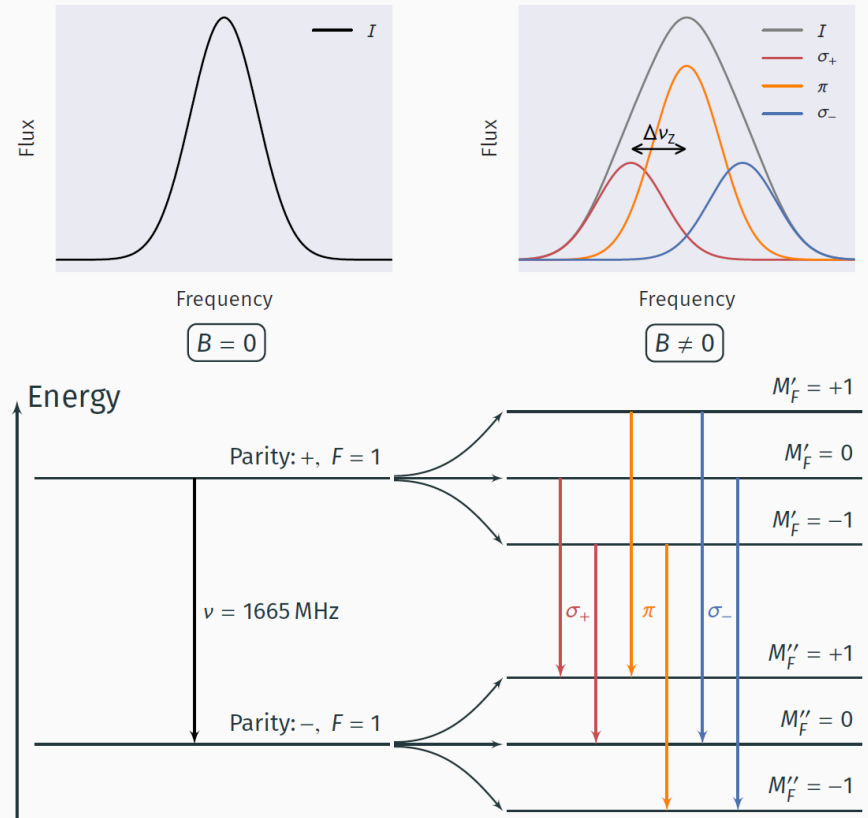 I
Flux
Frequency
B = 0
I
σ₊
π
σ₋
Δν_Z
Flux
Frequency
B ≠ 0
Energy
Parity: +, F = 1
ν = 1665 MHz
Parity: −, F = 1
M′_F = +1
M′_F = 0
M′_F = −1
σ₊ π σ₋
M″_F = +1
M″_F = 0
M″_F = −1